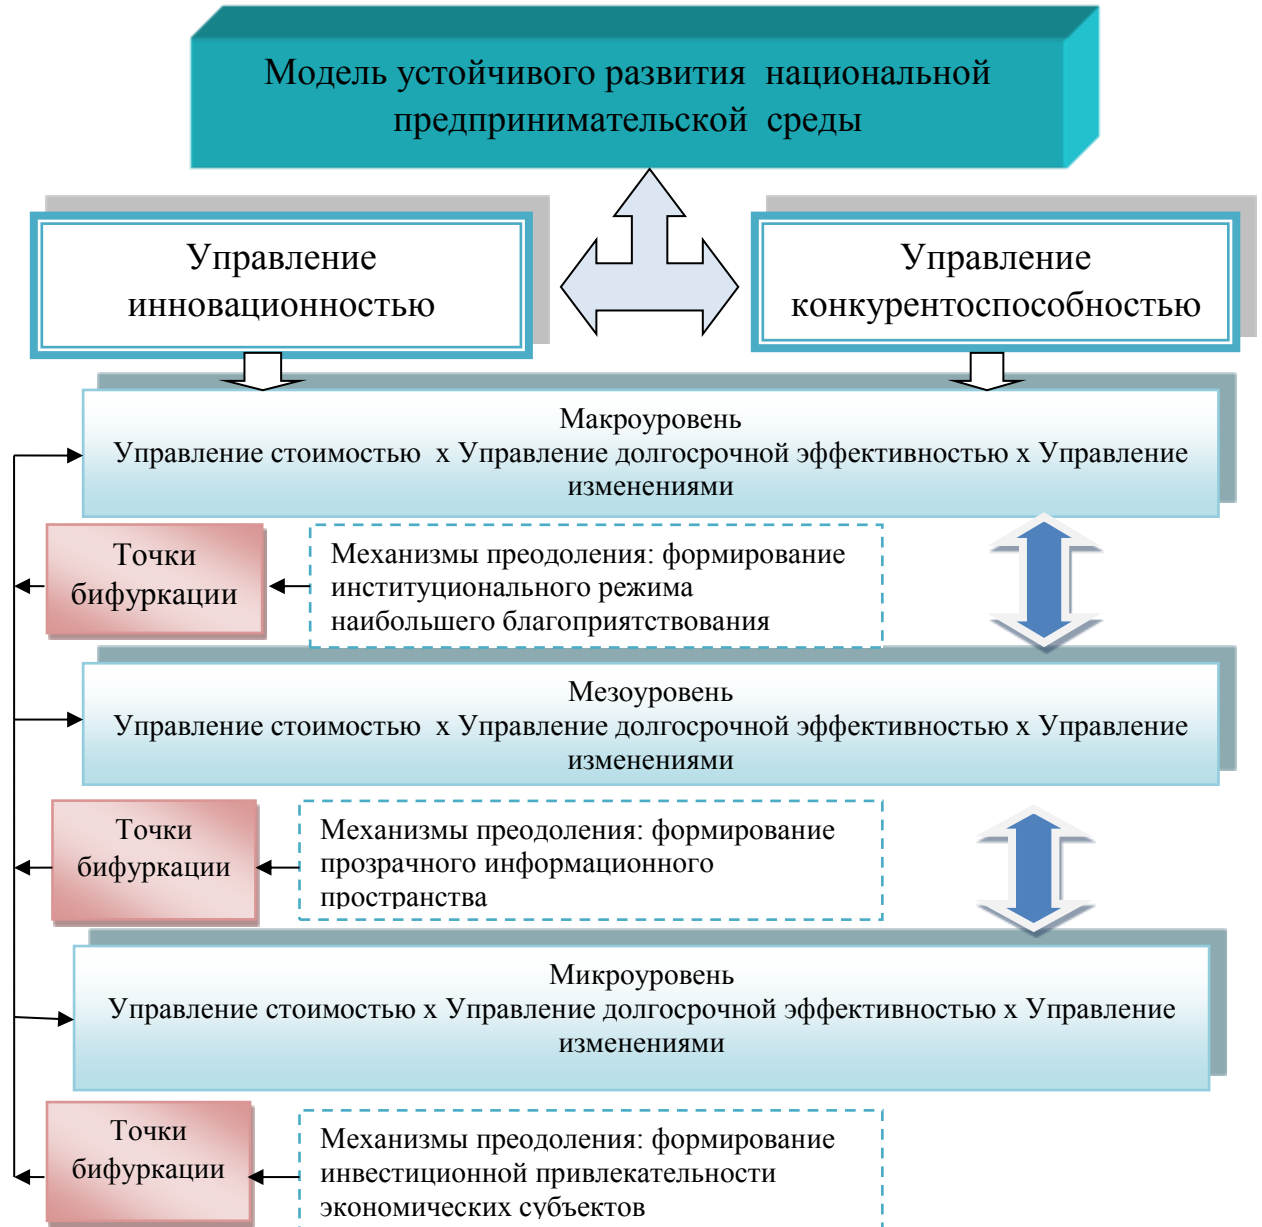 Модель устойчивого развития национальной
предпринимательской среды
Управление
инновационностью
Управление
конкурентоспособностью
Макроуровень
Управление стоимостью х Управление долгосрочной эффективностью х Управление
изменениями
Точки
бифуркации
Механизмы преодоления: формирование
институционального режима
наибольшего благоприятствования
Мезоуровень
Управление стоимостью х Управление долгосрочной эффективностью х Управление
изменениями
Точки
бифуркации
Механизмы преодоления: формирование
прозрачного информационного
пространства
Микроуровень
Управление стоимостью х Управление долгосрочной эффективностью х Управление
изменениями
Точки
бифуркации
Механизмы преодоления: формирование
инвестиционной привлекательности
экономических субъектов